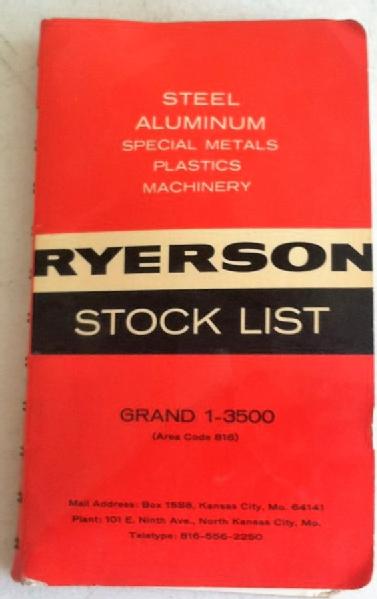 STEEL
ALUMINUM
SPECIAL METALS
PLASTICS
MACHINERY
RYERSON
STOCK LIST
GRAND 1-3500
(Area Code 816)
Mail Address: Box 1558, Kansas City, Mo. 64141
Plant: 101 E. Ninth Ave., North Kansas City, Mo.
Teletype: 816-556-2250